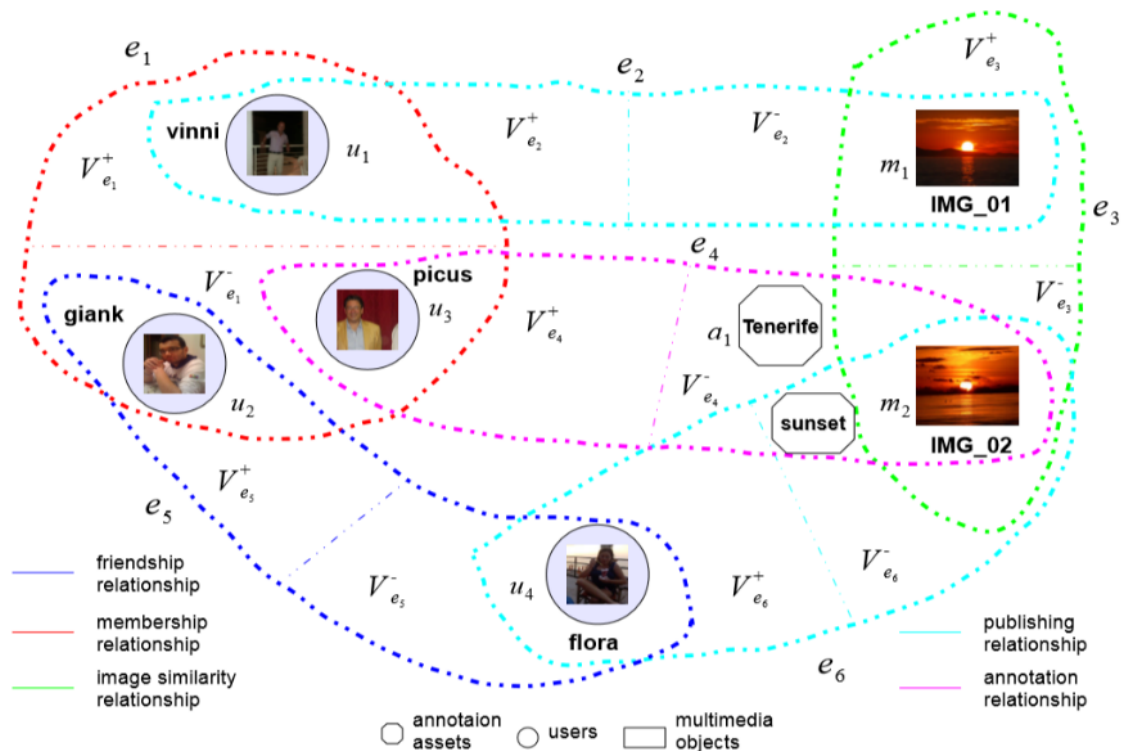 e₁
e₂
V⁺e₃
vinni
u₁
V⁺e₂
V⁻e₂
m₁
V⁺e₁
IMG_01
e₃
e₄
V⁻e₁
picus
V⁻e₃
giank
u₃
V⁺e₄
a₁
Tenerife
V⁻e₄
u₂
m₂
sunset
IMG_02
V⁺e₅
e₅
V⁻e₆
friendship
relationship
V⁻e₅
u₄
V⁺e₆
membership
relationship
flora
publishing
relationship
e₆
image similarity
relationship
annotation
relationship
annotaion
assets
users
multimedia
objects